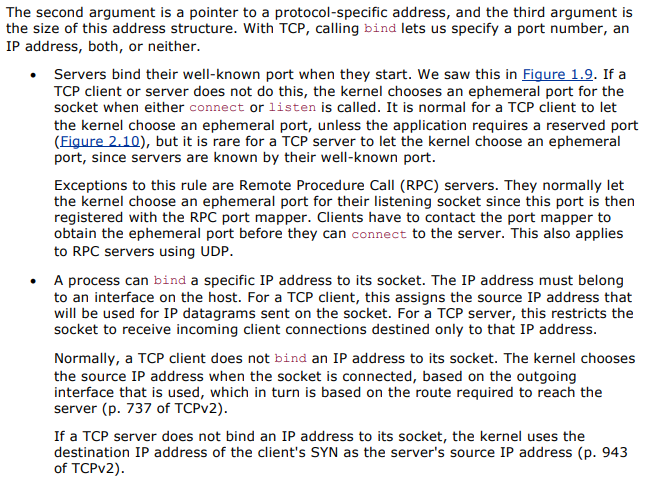 The second argument is a pointer to a protocol-specific address, and the third argument is
the size of this address structure. With TCP, calling bind lets us specify a port number, an
IP address, both, or neither.
• Servers bind their well-known port when they start. We saw this in Figure 1.9. If a
TCP client or server does not do this, the kernel chooses an ephemeral port for the
socket when either connect or listen is called. It is normal for a TCP client to let
the kernel choose an ephemeral port, unless the application requires a reserved port
(Figure 2.10), but it is rare for a TCP server to let the kernel choose an ephemeral
port, since servers are known by their well-known port.
Exceptions to this rule are Remote Procedure Call (RPC) servers. They normally let
the kernel choose an ephemeral port for their listening socket since this port is then
registered with the RPC port mapper. Clients have to contact the port mapper to
obtain the ephemeral port before they can connect to the server. This also applies
to RPC servers using UDP.
• A process can bind a specific IP address to its socket. The IP address must belong
to an interface on the host. For a TCP client, this assigns the source IP address that
will be used for IP datagrams sent on the socket. For a TCP server, this restricts the
socket to receive incoming client connections destined only to that IP address.
Normally, a TCP client does not bind an IP address to its socket. The kernel chooses
the source IP address when the socket is connected, based on the outgoing
interface that is used, which in turn is based on the route required to reach the
server (p. 737 of TCPv2).
If a TCP server does not bind an IP address to its socket, the kernel uses the
destination IP address of the client's SYN as the server's source IP address (p. 943
of TCPv2).